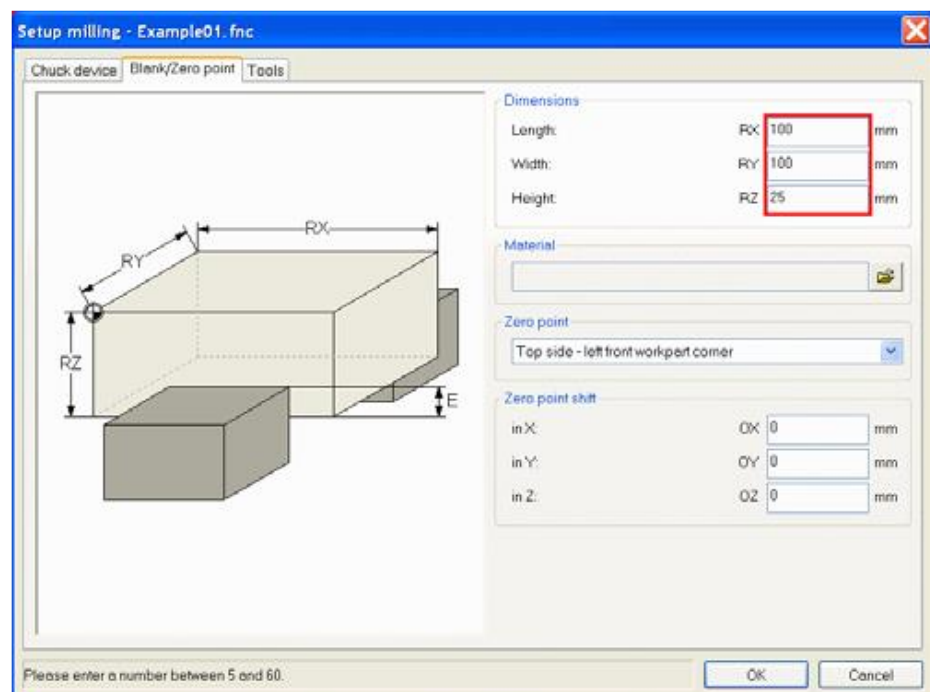 Setup milling - Example01.fnc
Chuck device Blank/Zero point Tools
Dimensions
Length: RX 100 mm
Width: RY 100 mm
Height: RZ 25 mm
Material
Zero point
Top side - left front workpart corner
Zero point shift
in X: OX 0 mm
in Y: OY 0 mm
in Z: OZ 0 mm
RX
RY
RZ
E
Please enter a number between 5 and 60. OK Cancel